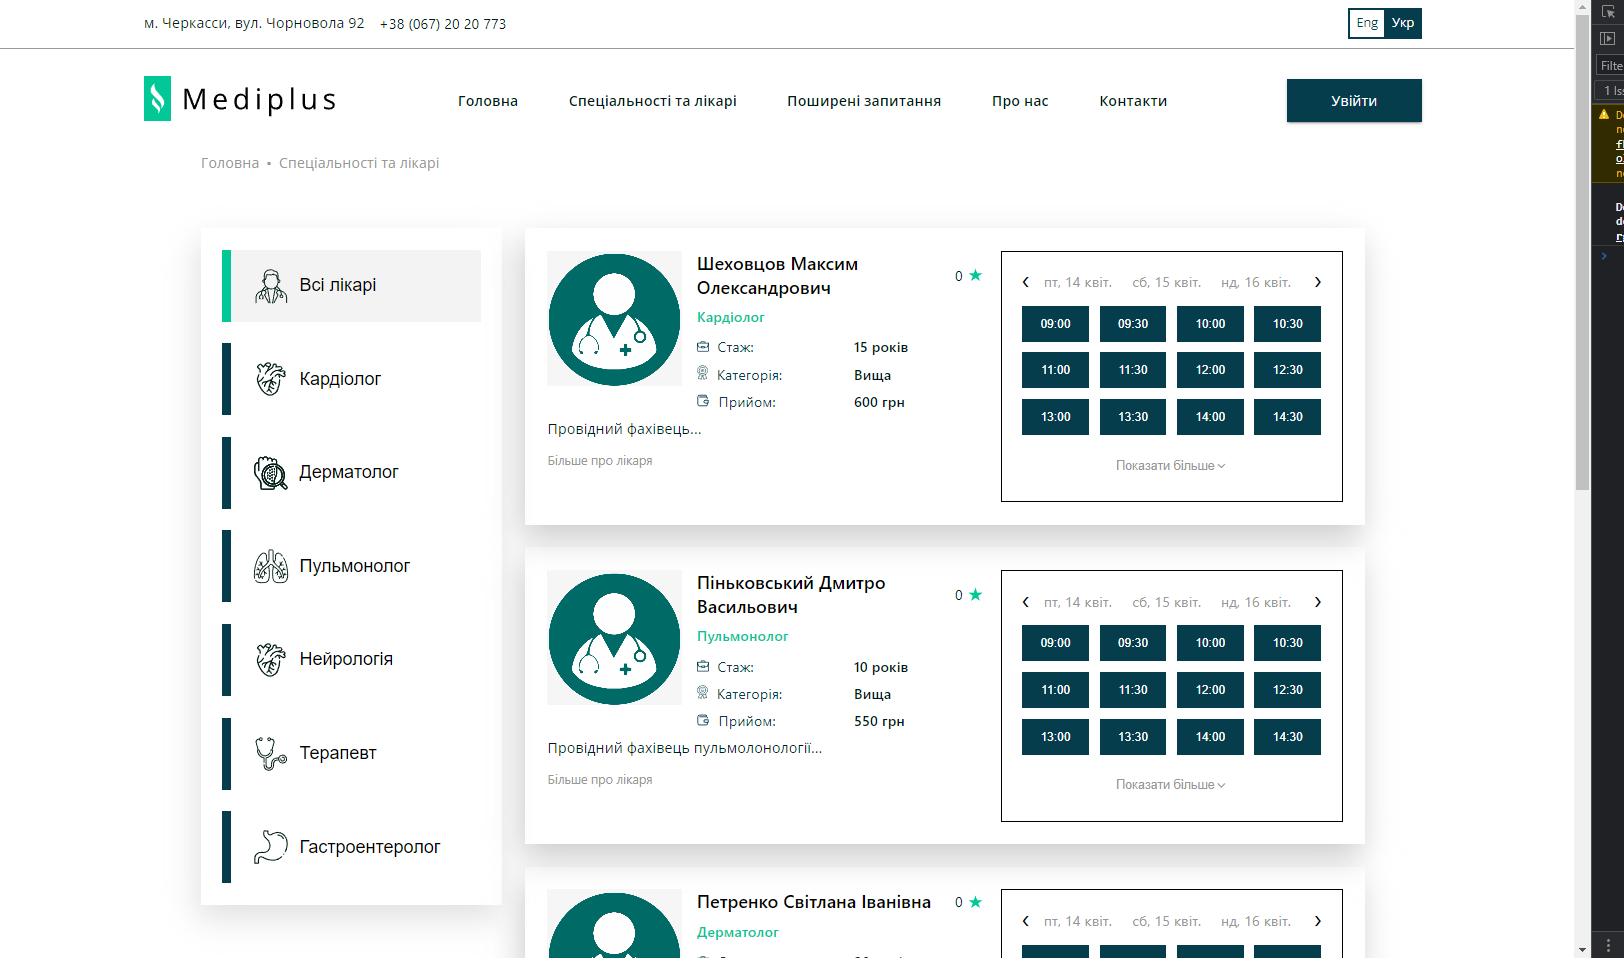 м. Черкасси, вул. Чорновола 92 +38 (067) 20 20 773
Eng Укр
Mediplus
Головна Спеціальності та лікарі Поширені запитання Про нас Контакти
Увійти
Головна • Спеціальності та лікарі
Всі лікарі
Кардіолог
Дерматолог
Пульмонолог
Нейрологія
Терапевт
Гастроентеролог
Шеховцов Максим
Олександрович
0
Кардіолог
Стаж: 15 років
Категорія: Вища
Прийом: 600 грн
Провідний фахівець...
Більше про лікаря
пт, 14 квіт. сб, 15 квіт. нд, 16 квіт.
09:00 09:30 10:00 10:30
11:00 11:30 12:00 12:30
13:00 13:30 14:00 14:30
Показати більше
Піньковський Дмитро
Васильович
0
Пульмонолог
Стаж: 10 років
Категорія: Вища
Прийом: 550 грн
Провідний фахівець пульмолонології...
Більше про лікаря
пт, 14 квіт. сб, 15 квіт. нд, 16 квіт.
09:00 09:30 10:00 10:30
11:00 11:30 12:00 12:30
13:00 13:30 14:00 14:30
Показати більше
Петренко Світлана Іванівна
0
Дерматолог
пт, 14 квіт. сб, 15 квіт. нд, 16 квіт.
Filte
1 Iss